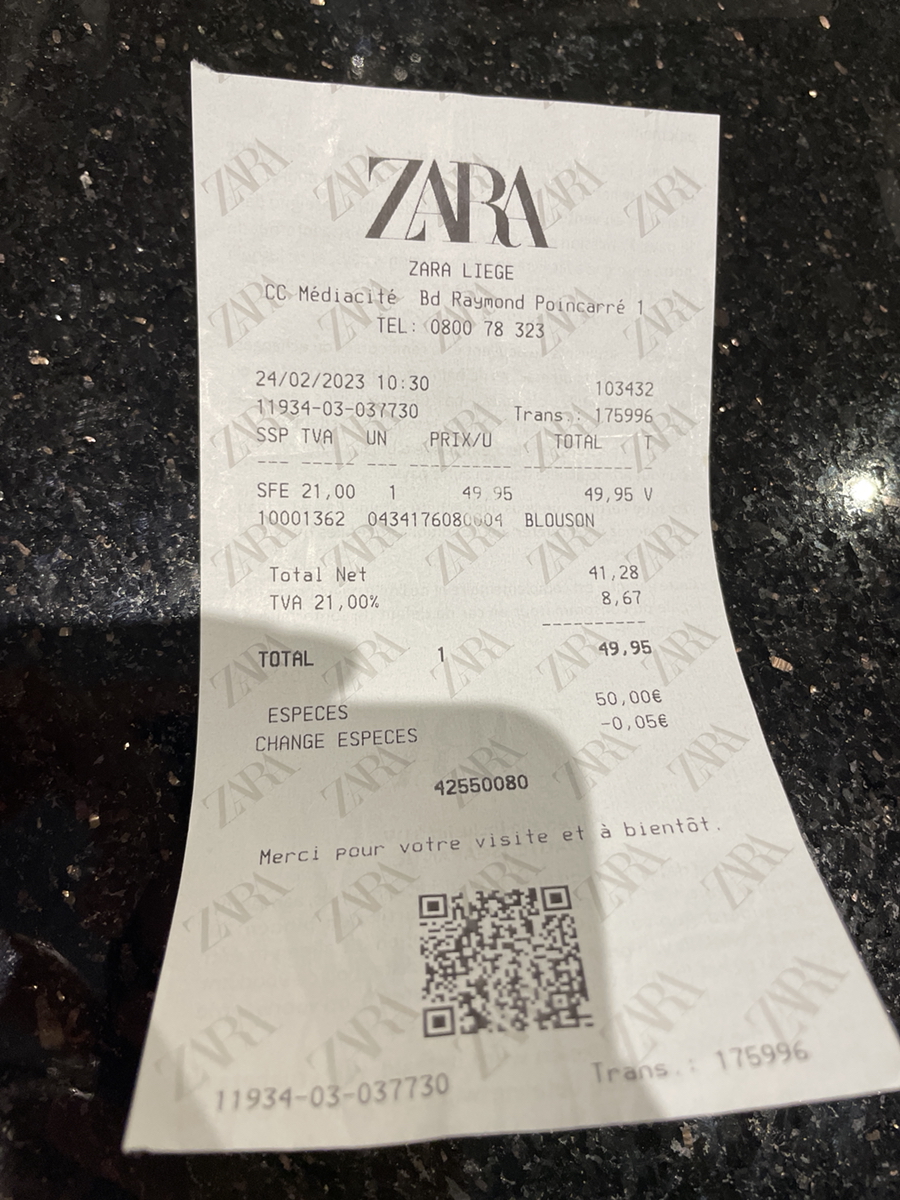 ZARA
ZARA LIEGE
CC Médiacité Bd Raymond Poincarré 1
TEL: 0800 78 323
24/02/2023 10:30 103432
11934-03-037730 Trans.: 175996
SSP TVA UN PRIX/U TOTAL T
--- ----- --- ---------- ------------- -
SFE 21,00 1 49,95 49,95 V
10001362 0434176080004 BLOUSON
Total Net 41,28
TVA 21,00% 8,67
----------
TOTAL 1 49,95
ESPECES 50,00€
CHANGE ESPECES -0,05€
42550080
Merci pour votre visite et à bientôt.
11934-03-037730 Trans.: 175996